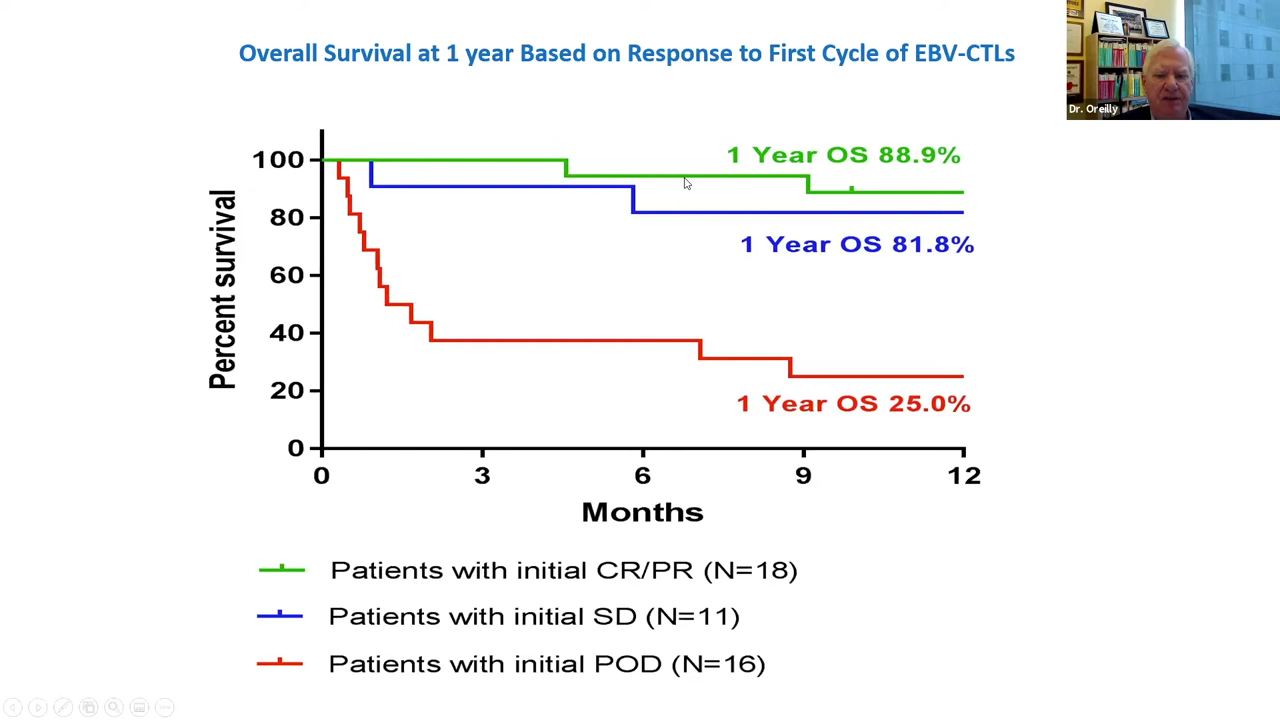 Overall Survival at 1 year Based on Response to First Cycle of EBV-CTLs
Dr. Oreilly
Percent survival
100
80
60
40
20
0
1 Year OS 88.9%
1 Year OS 81.8%
1 Year OS 25.0%
0 3 6 9 12
Months
Patients with initial CR/PR (N=18)
Patients with initial SD (N=11)
Patients with initial POD (N=16)